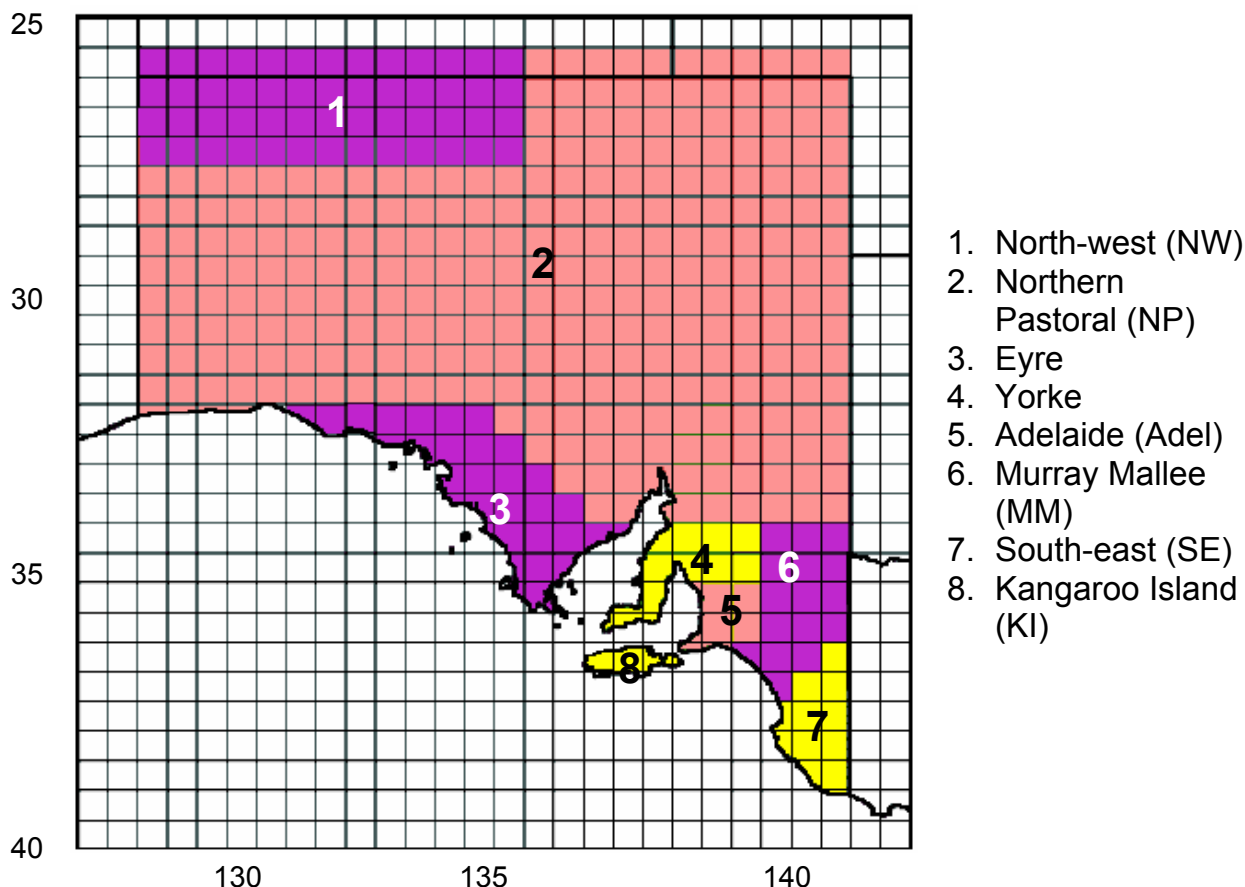 25
30
35
40
130
135
140
1
2
3
4
5
6
7
8
1. North-west (NW)
2. Northern
Pastoral (NP)
3. Eyre
4. Yorke
5. Adelaide (Adel)
6. Murray Mallee
(MM)
7. South-east (SE)
8. Kangaroo Island
(KI)